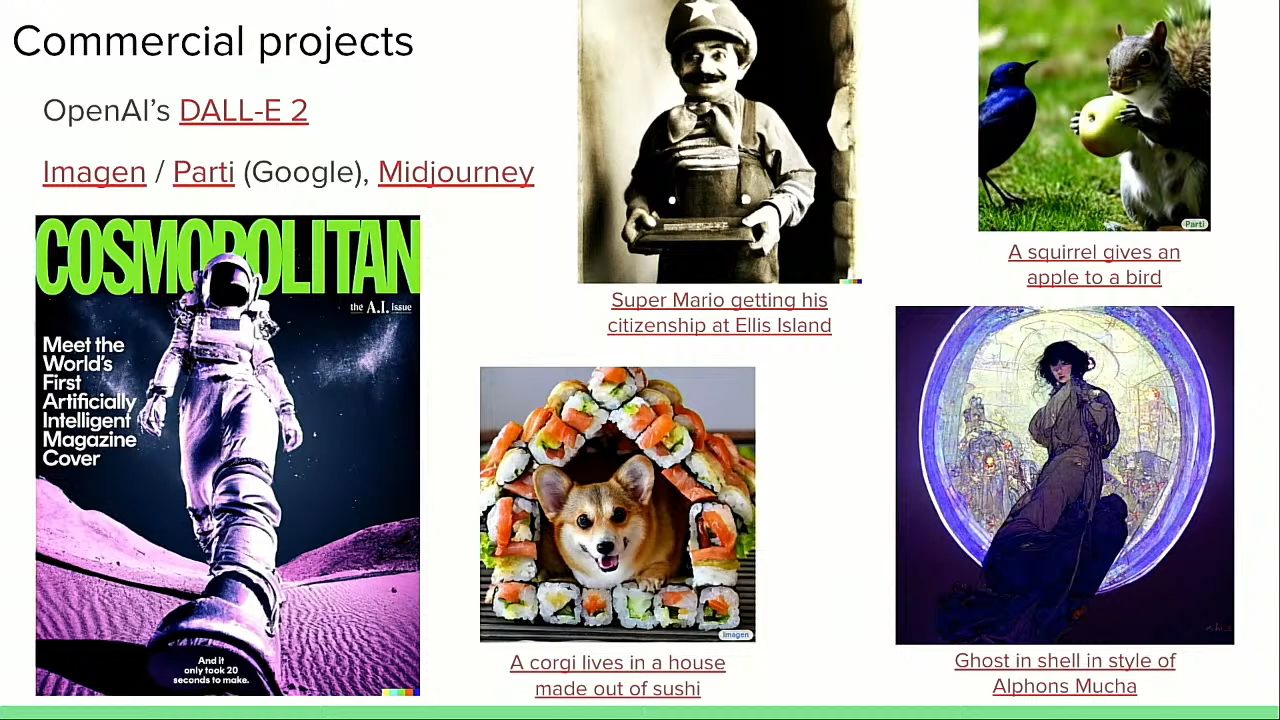 Commercial projects
OpenAI's DALL-E 2
Imagen / Parti (Google), Midjourney
COSMOPOLITAN
the A.I. issue
Meet the
World's
First
Artificially
Intelligent
Magazine
Cover
And it
only took 20
seconds to make.
Super Mario getting his
citizenship at Ellis Island
Parti
A squirrel gives an
apple to a bird
Imagen
A corgi lives in a house
made out of sushi
Ghost in shell in style of
Alphons Mucha